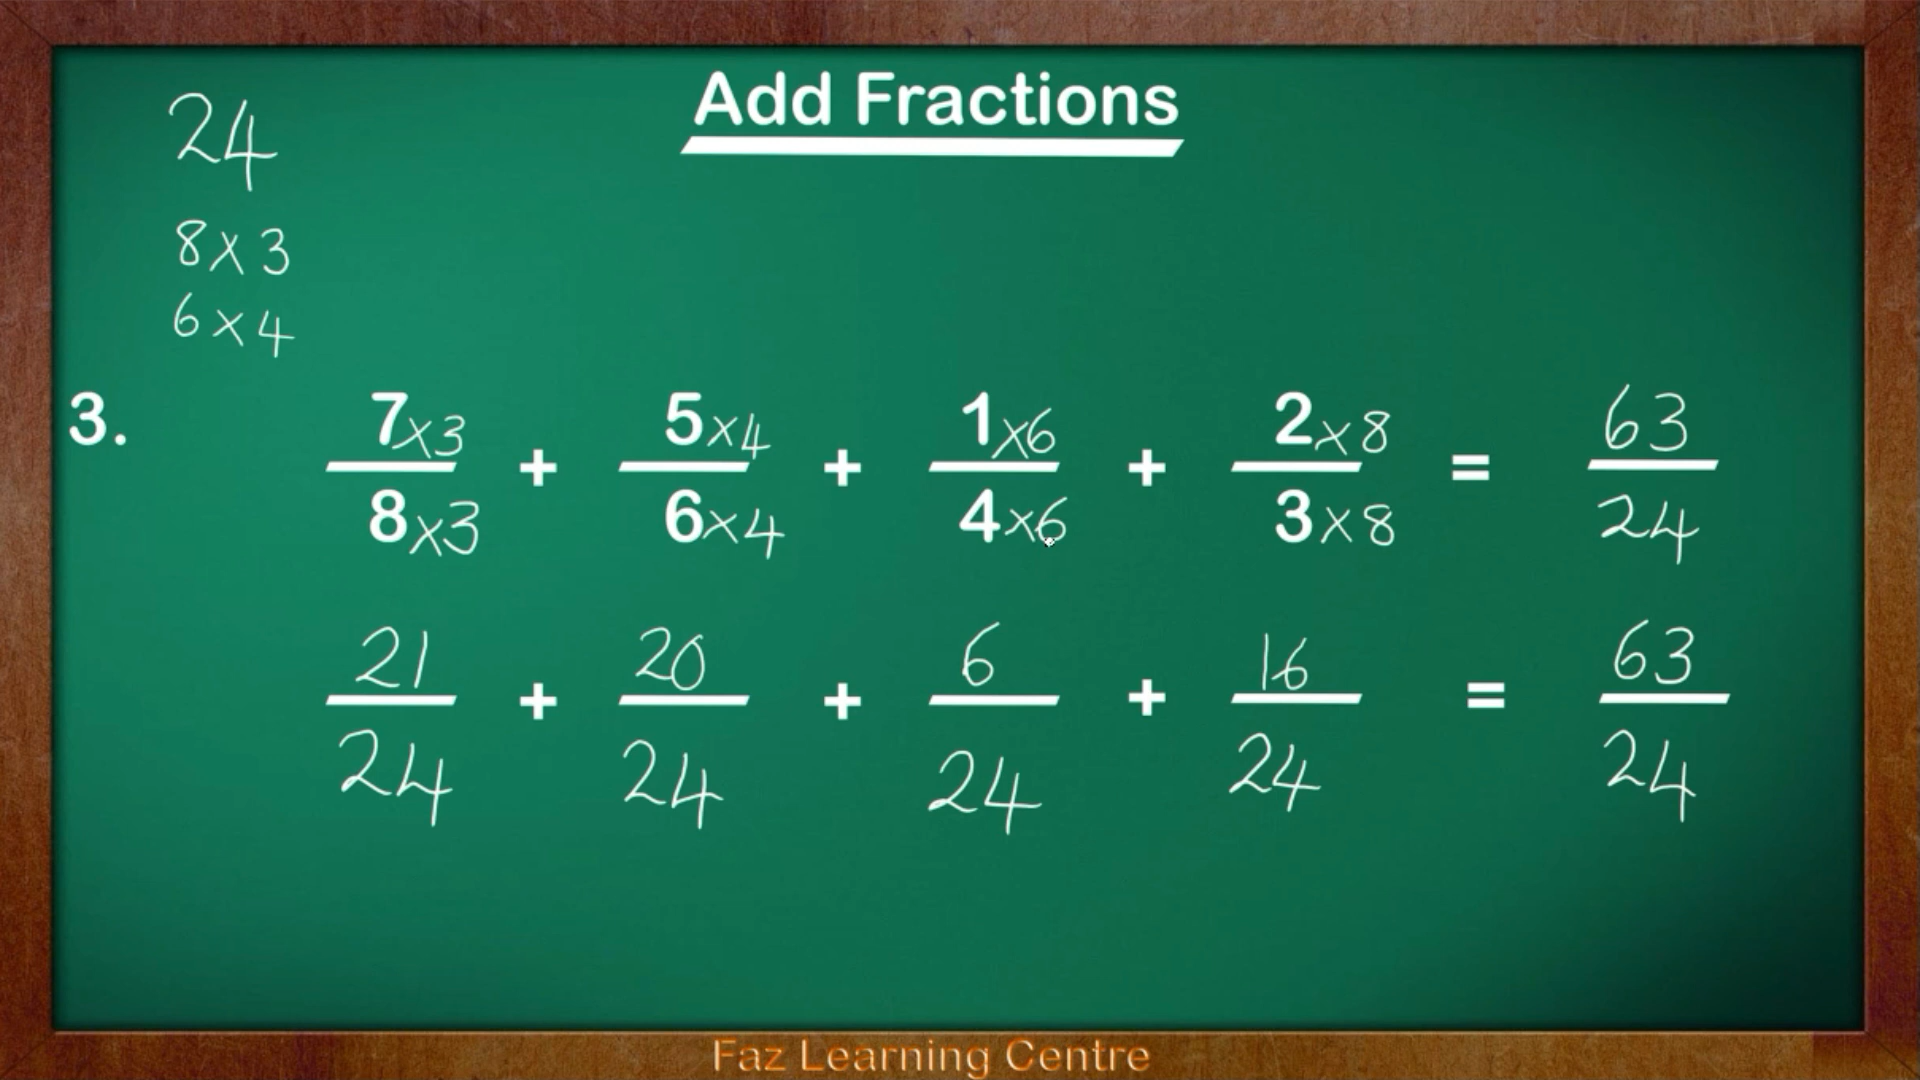 Add Fractions
24
8x3
6x4
3. 7x3/8x3 + 5x4/6x4 + 1x6/4x6 + 2x8/3x8 = 63/24
21/24 + 20/24 + 6/24 + 16/24 = 63/24
Faz Learning Centre